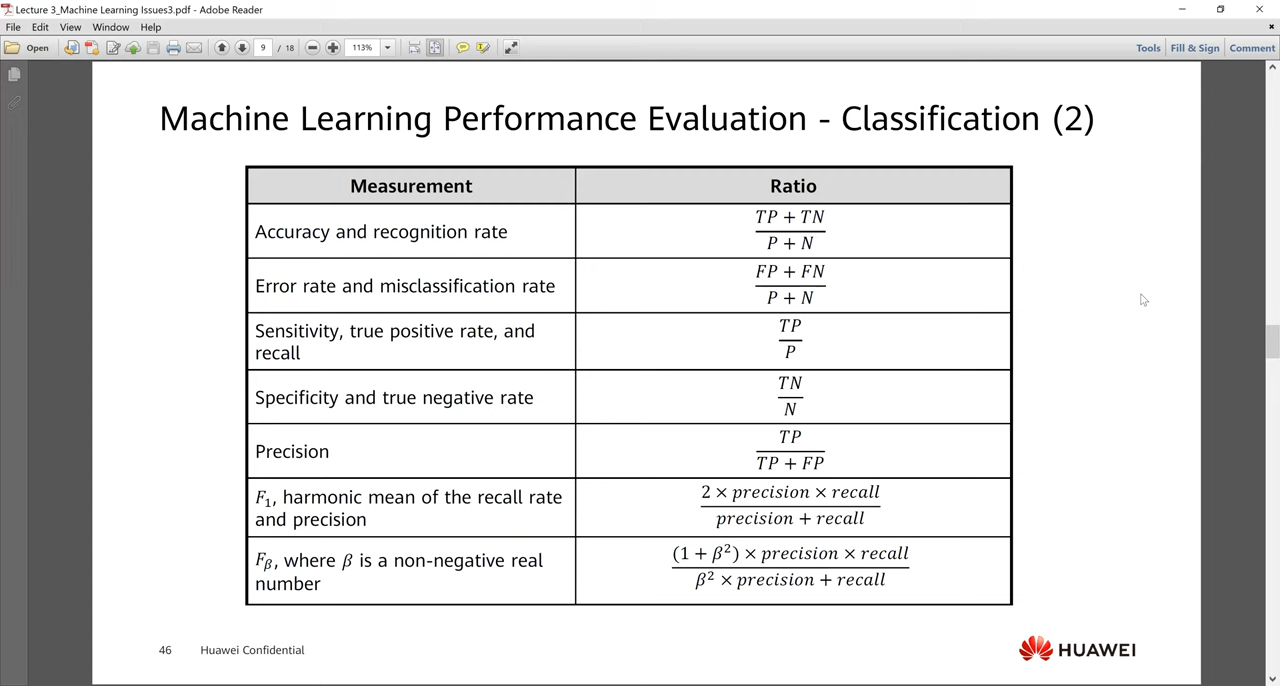 Lecture 3_Machine Learning Issues3.pdf - Adobe Reader
File Edit View Window Help
Open 9 / 18 113% Tools Fill & Sign Comment
Machine Learning Performance Evaluation - Classification (2)
Measurement Ratio
Accuracy and recognition rate
TP + TN
P + N
Error rate and misclassification rate
FP + FN
P + N
Sensitivity, true positive rate, and
recall
TP
P
Specificity and true negative rate
TN
N
Precision
TP
TP + FP
F₁, harmonic mean of the recall rate
and precision
2 × precision × recall
precision + recall
Fᵦ, where β is a non-negative real
number
(1 + β²) × precision × recall
β² × precision + recall
46 Huawei Confidential
HUAWEI